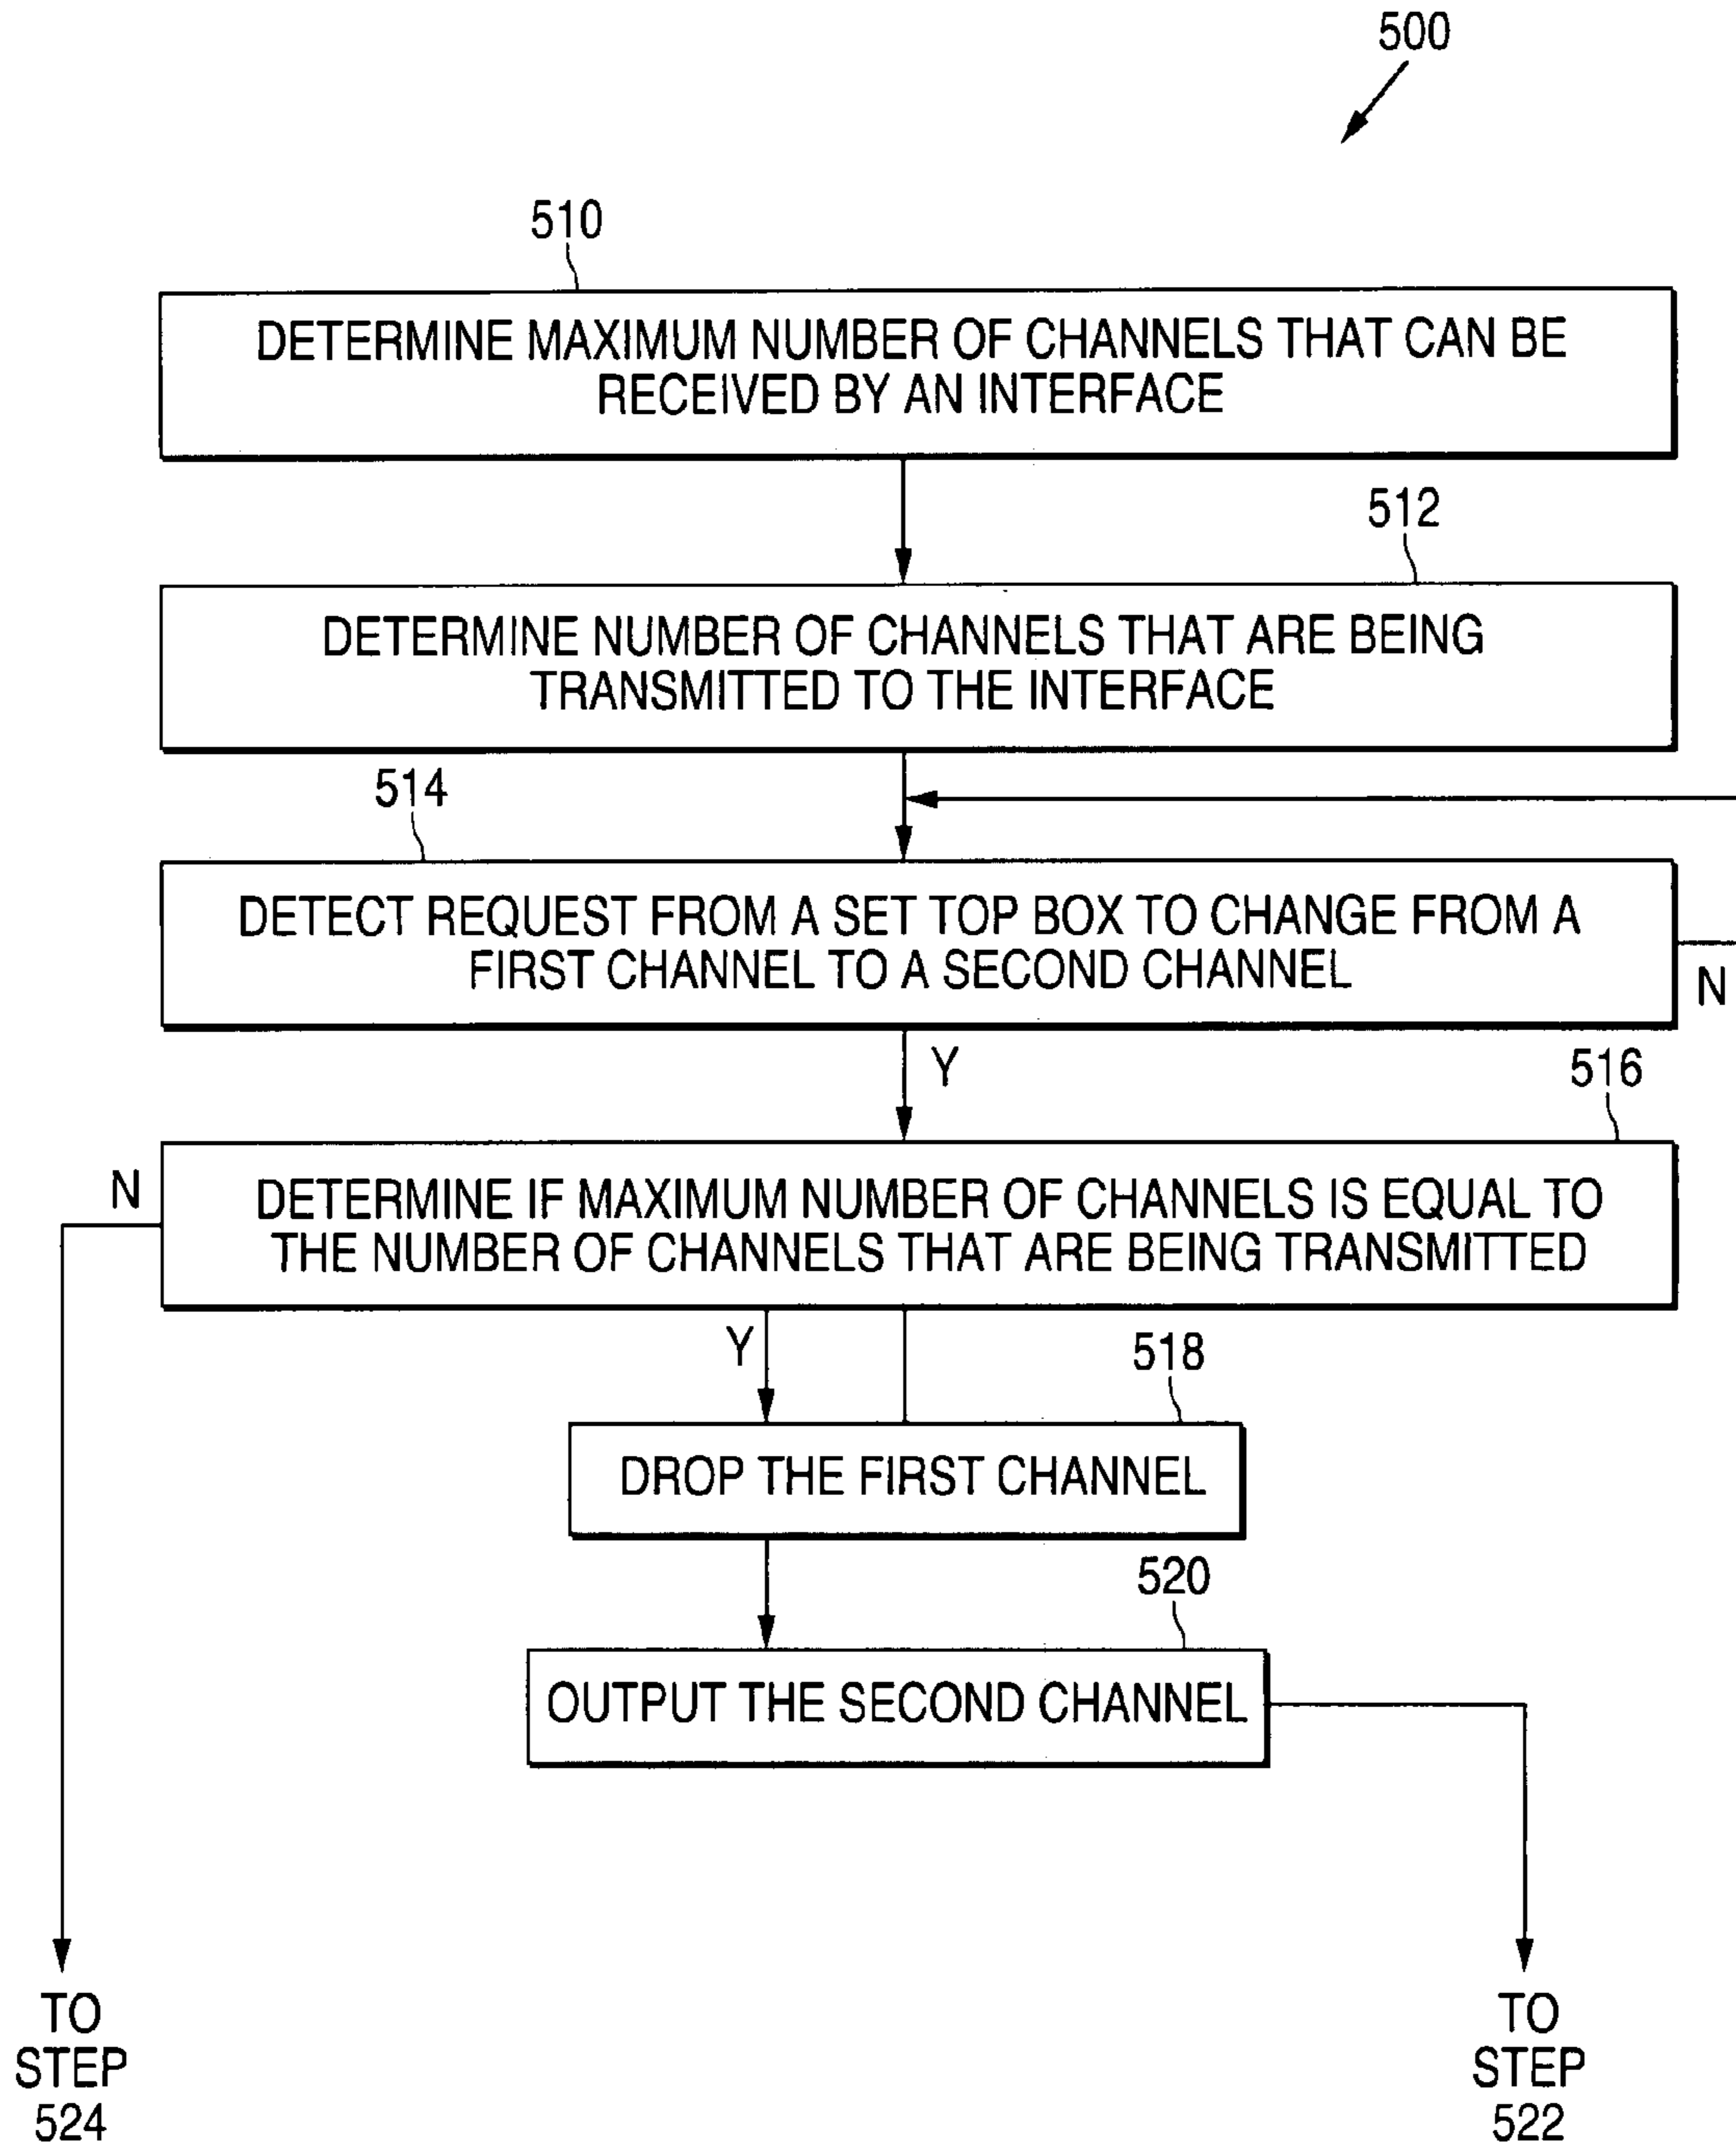 500
510
DETERMINE MAXIMUM NUMBER OF CHANNELS THAT CAN BE
RECEIVED BY AN INTERFACE
512
DETERMINE NUMBER OF CHANNELS THAT ARE BEING
TRANSMITTED TO THE INTERFACE
514
DETECT REQUEST FROM A SET TOP BOX TO CHANGE FROM A
FIRST CHANNEL TO A SECOND CHANNEL
N
Y
516
N
DETERMINE IF MAXIMUM NUMBER OF CHANNELS IS EQUAL TO
THE NUMBER OF CHANNELS THAT ARE BEING TRANSMITTED
Y
518
DROP THE FIRST CHANNEL
520
OUTPUT THE SECOND CHANNEL
TO
STEP
524
TO
STEP
522